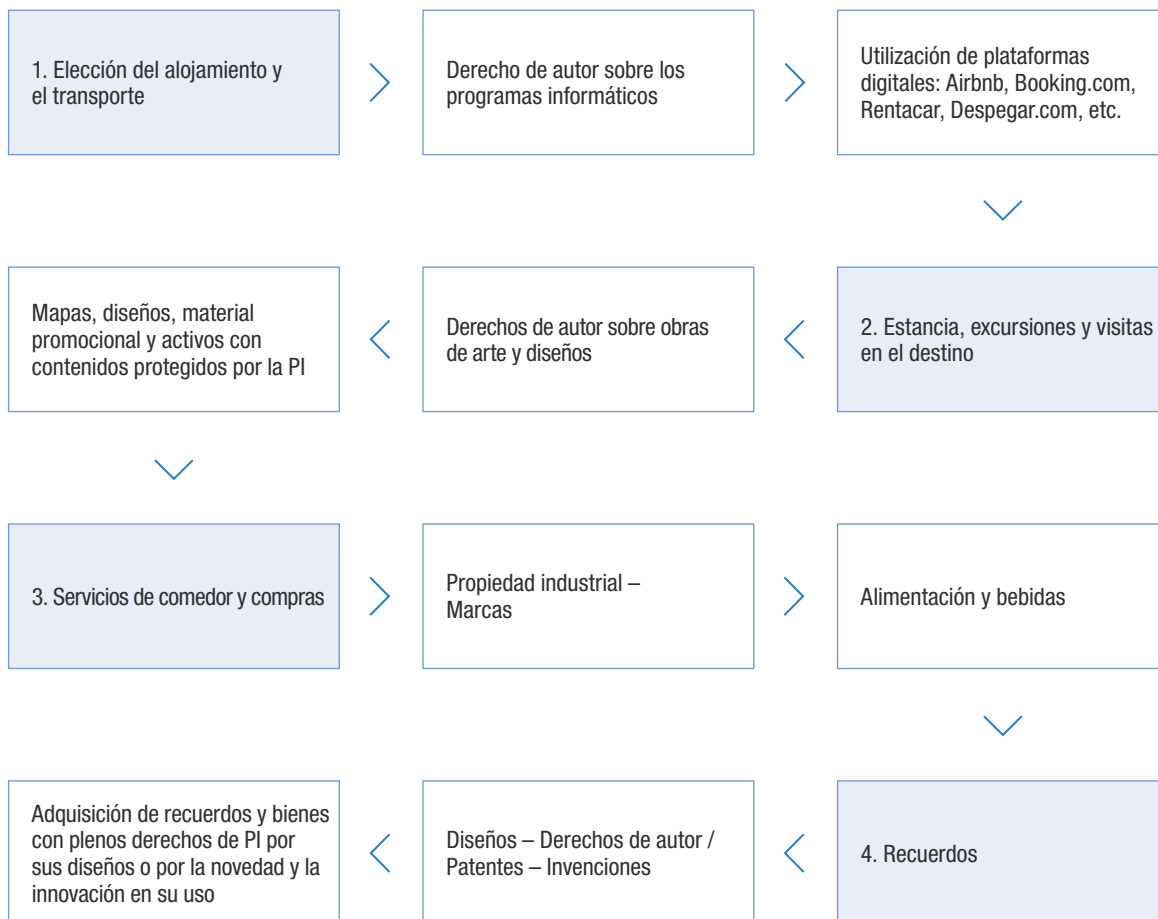 1. Elección del alojamiento y
el transporte
Derecho de autor sobre los
programas informáticos
Utilización de plataformas
digitales: Airbnb, Booking.com,
Rentacar, Despegar.com, etc.
2. Estancia, excursiones y visitas
en el destino
Derechos de autor sobre obras
de arte y diseños
Mapas, diseños, material
promocional y activos con
contenidos protegidos por la PI
3. Servicios de comedor y compras
Propiedad industrial –
Marcas
Alimentación y bebidas
4. Recuerdos
Diseños – Derechos de autor /
Patentes – Invenciones
Adquisición de recuerdos y bienes
con plenos derechos de PI por
sus diseños o por la novedad y la
innovación en su uso